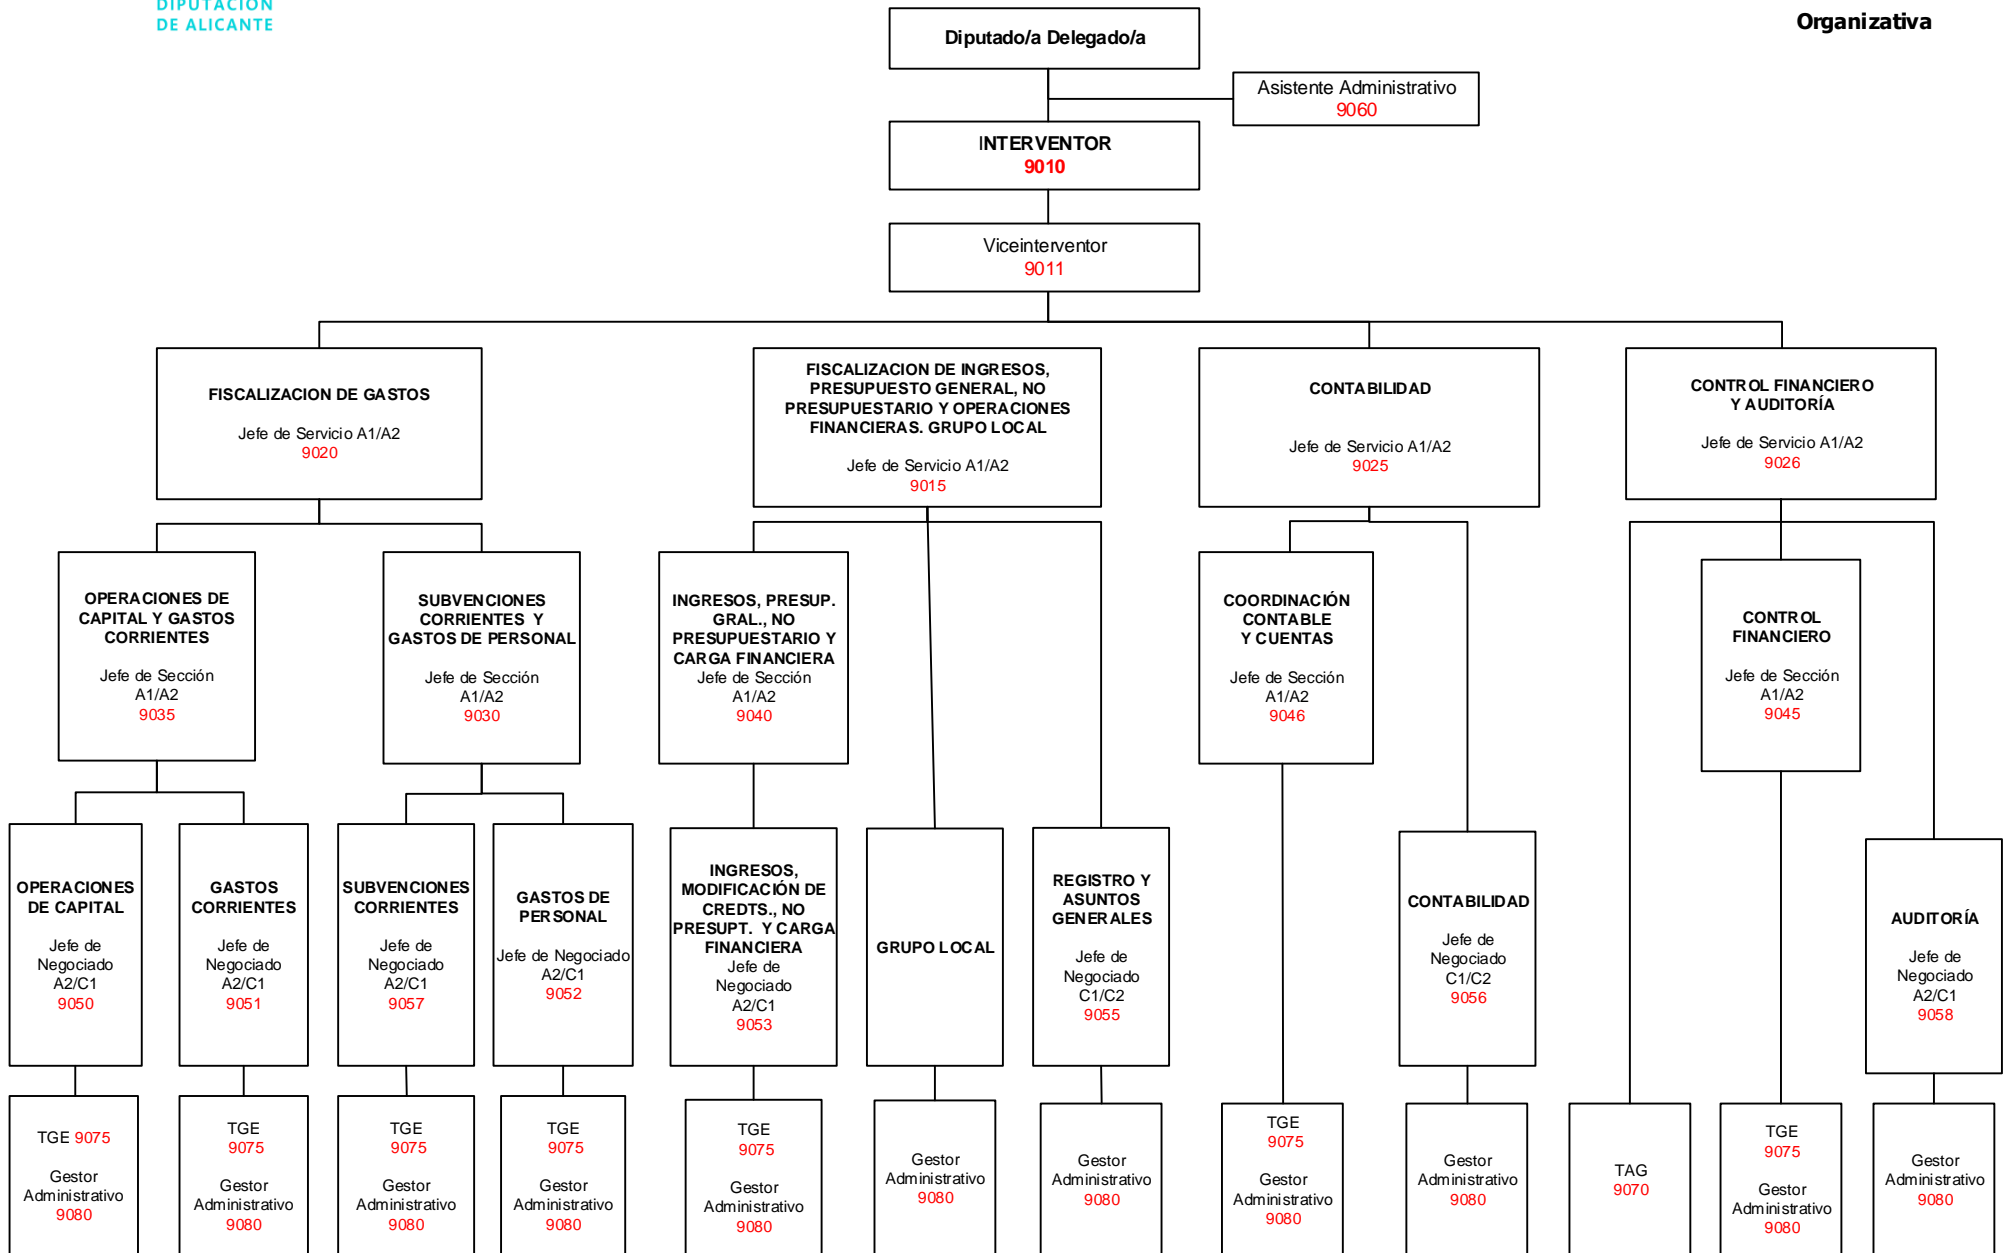 DIPUTACIÓN
DE ALICANTE
Organizativa
Diputado/a Delegado/a
Asistente Administrativo
9060
INTERVENTOR
9010
Viceinterventor
9011
FISCALIZACION DE GASTOS
Jefe de Servicio A1/A2
9020
FISCALIZACION DE INGRESOS,
PRESUPUESTO GENERAL, NO
PRESUPUESTARIO Y OPERACIONES
FINANCIERAS. GRUPO LOCAL
Jefe de Servicio A1/A2
9015
CONTABILIDAD
Jefe de Servicio A1/A2
9025
CONTROL FINANCIERO
Y AUDITORÍA
Jefe de Servicio A1/A2
9026
OPERACIONES DE
CAPITAL Y GASTOS
CORRIENTES
Jefe de Sección
A1/A2
9035
SUBVENCIONES
CORRIENTES Y
GASTOS DE PERSONAL
Jefe de Sección
A1/A2
9030
INGRESOS, PRESUP.
GRAL., NO
PRESUPUESTARIO Y
CARGA FINANCIERA
Jefe de Sección
A1/A2
9040
COORDINACIÓN
CONTABLE
Y CUENTAS
Jefe de Sección
A1/A2
9046
CONTROL
FINANCIERO
Jefe de Sección
A1/A2
9045
OPERACIONES
DE CAPITAL
Jefe de
Negociado
A2/C1
9050
GASTOS
CORRIENTES
Jefe de
Negociado
A2/C1
9051
SUBVENCIONES
CORRIENTES
Jefe de
Negociado
A2/C1
9057
GASTOS DE
PERSONAL
Jefe de Negociado
A2/C1
9052
INGRESOS,
MODIFICACIÓN DE
CREDTS., NO
PRESUPT. Y CARGA
FINANCIERA
Jefe de
Negociado
A2/C1
9053
GRUPO LOCAL
REGISTRO Y
ASUNTOS
GENERALES
Jefe de
Negociado
C1/C2
9055
CONTABILIDAD
Jefe de
Negociado
C1/C2
9056
AUDITORÍA
Jefe de
Negociado
A2/C1
9058
TGE 9075
Gestor
Administrativo
9080
TGE
9075
Gestor
Administrativo
9080
TGE
9075
Gestor
Administrativo
9080
TGE
9075
Gestor
Administrativo
9080
TGE
9075
Gestor
Administrativo
9080
Gestor
Administrativo
9080
Gestor
Administrativo
9080
TGE
9075
Gestor
Administrativo
9080
Gestor
Administrativo
9080
TAG
9070
TGE
9075
Gestor
Administrativo
9080
Gestor
Administrativo
9080